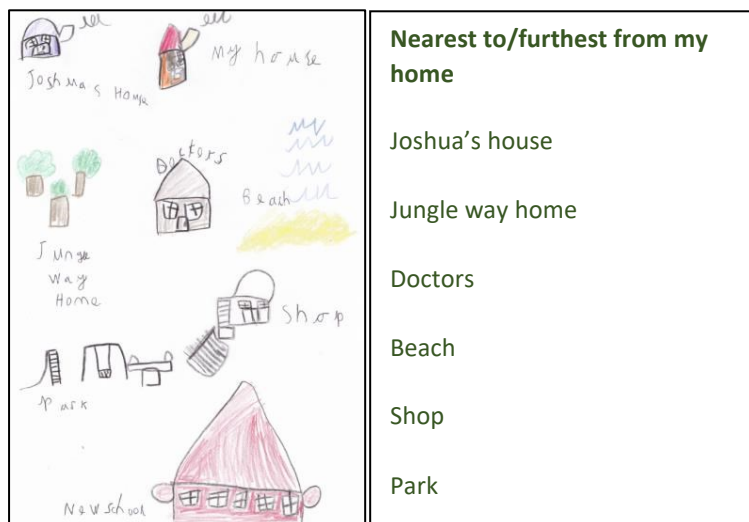 Joshuas House
My house
Doctors
Beach
Junge
way
Home
Shop
Park
New school
Nearest to/furthest from my
home
Joshua’s house
Jungle way home
Doctors
Beach
Shop
Park